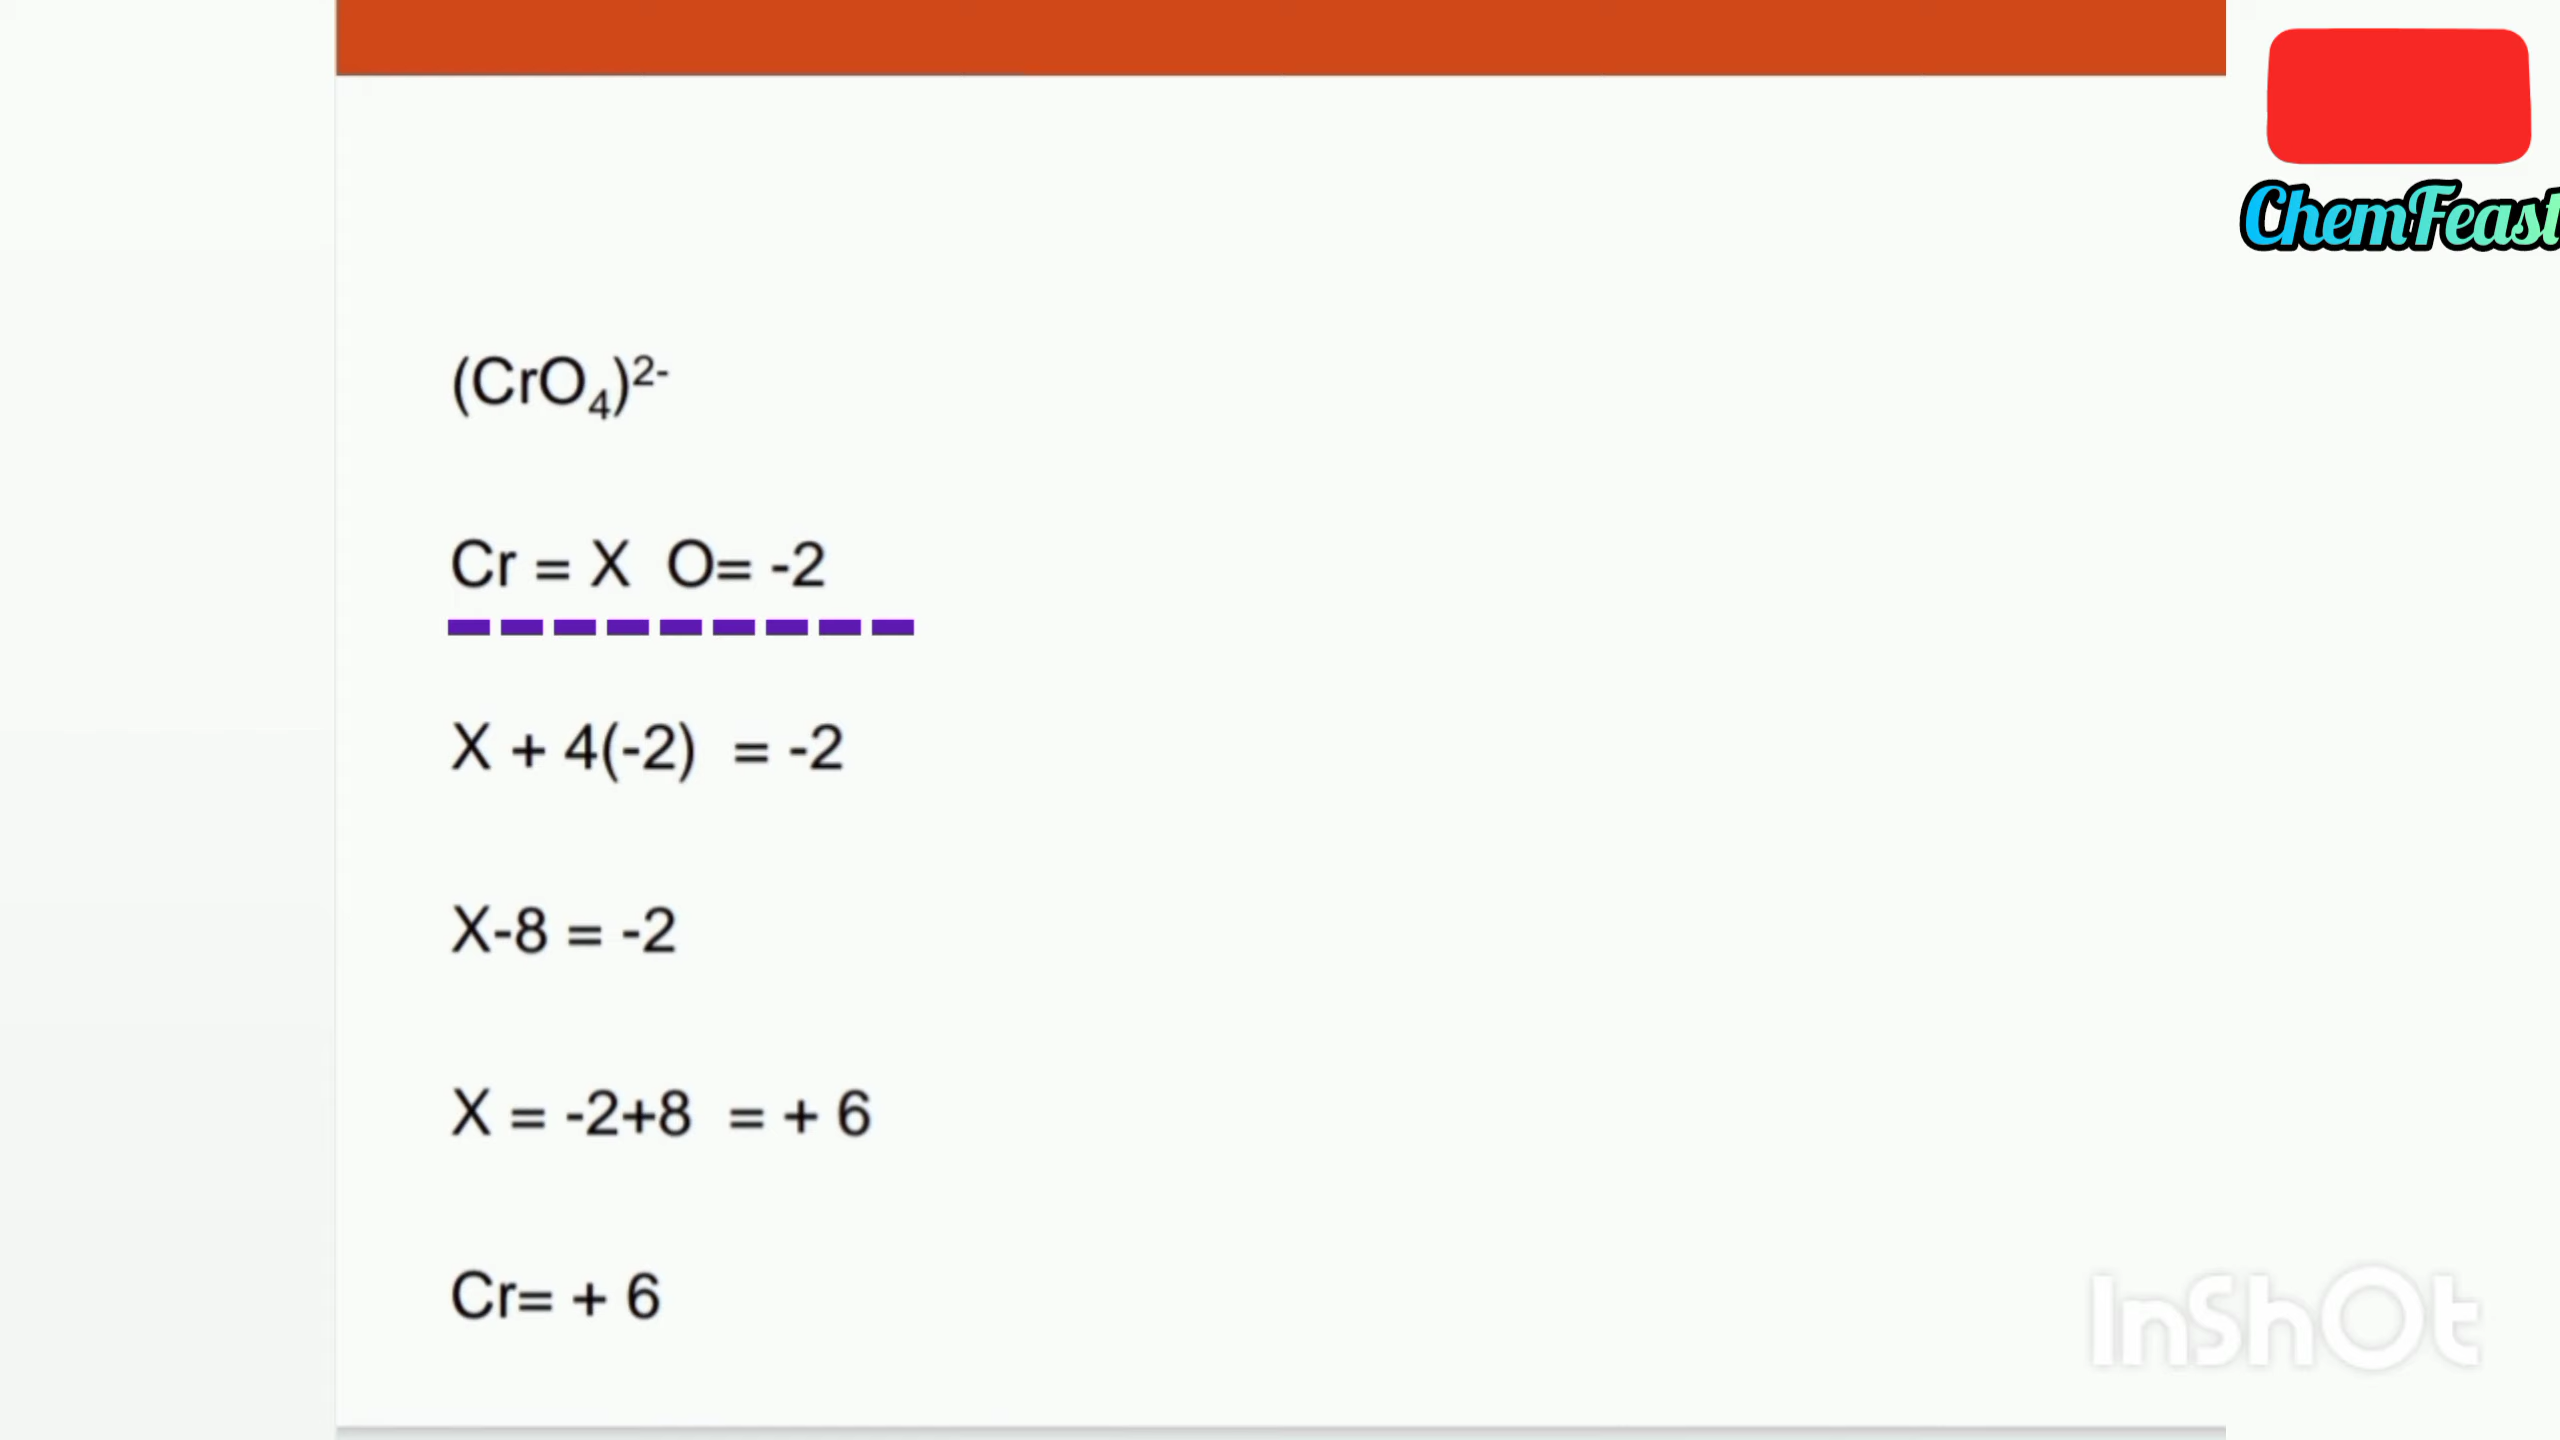 ChemFeast
(CrO₄)²⁻
Cr = X O= -2
X + 4(-2) = -2
X-8 = -2
X = -2+8 = + 6
Cr= + 6
InShOt